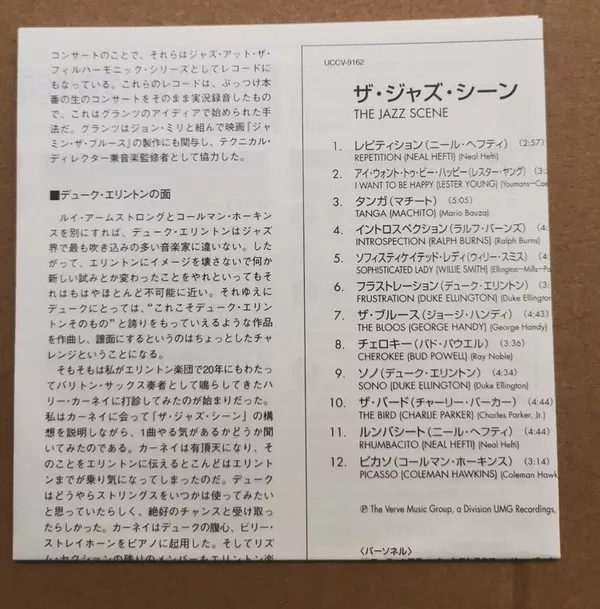 コンサートのことで、それらはジャズ・アット・ザ・
フィルハーモニック・シリーズとしてレコードに
もなっている。これらのレコードは、ぶっつけ本
番の生のコンサートをそのまま実況録音したもの
で、これはグランツのアイディアで始められた手
法だ。グランツはジョン・ミリと組んで映画『ジャ
ミン・ザ・ブルース』の製作にも関与し、テクニカル・
ディレクター兼音楽監修者として協力した。
■デューク・エリントンの面
ルイ・アームストロングとコールマン・ホーキン
スを別にすれば、デューク・エリントンはジャズ
界で最も吹き込みの多い音楽家に違いない。した
がって、エリントンにイメージを壊さないで何か
新しい試みとか変わったことをやれといってもそ
れはもはやほとんど不可能に近い。それゆえに
デュークにとっては、“これこそデューク・エリン
トンそのもの”と誇りをもっていえるような作品
を作曲し、譜面にするというのはちょっとしたチャ
レンジということになる。
そもそもは私がエリントン楽団で20年にもわたっ
てバリトン・サックス奏者として鳴らしてきたハ
リー・カーネイに打診してみたのが始まりだった。
私はカーネイに会って『ザ・ジャズ・シーン』の構
想を説明しながら、1曲やる気があるかどうか聞
いてみたのである。カーネイは有頂天になり、そ
のことをエリントンに伝えるとこんどはエリント
ンまでが乗り気になってしまったのだ。デューク
はどうやらストリングスをいつかは使ってみたい
と思っていたらしく、絶好のチャンスと受け取っ
たらしかった。カーネイはデュークの腹心、ビリー・
ストレイホーンをピアノに起用した。そしてリズ
ム・セクションの残りのメンバーもエリントン楽
UCCV-9162
ザ・ジャズ・シーン
THE JAZZ SCENE
1. レピティション(ニール・ヘフティ) (2:57)
REPETITION (NEAL HEFTI) (Neal Hefti)
2. アイ・ウォント・トゥ・ビー・ハッピー(レスター・ヤング) (3:
I WANT TO BE HAPPY (LESTER YOUNG) (Youmans–Cae
3. タンガ(マチート) (5:05)
TANGA (MACHITO) (Mario Bauza)
4. イントロスペクション(ラルフ・バーンズ) (4:
INTROSPECTION (RALPH BURNS) (Ralph Burns)
5. ソフィスティケイテッド・レディ(ウィリー・スミス) (4:
SOPHISTICATED LADY (WILLIE SMITH) (Ellington–Mills–Pa
6. フラストレーション(デューク・エリントン) (4:
FRUSTRATION (DUKE ELLINGTON) (Duke Ellington
7. ザ・ブルース(ジョージ・ハンディ) (4:43)
THE BLOOS (GEORGE HANDY) (George Handy)
8. チェロキー(バド・パウエル) (3:36)
CHEROKEE (BUD POWELL) (Ray Noble)
9. ソノ(デューク・エリントン) (4:34)
SONO (DUKE ELLINGTON) (Duke Ellington)
10. ザ・バード(チャーリー・パーカー) (4:44)
THE BIRD (CHARLIE PARKER) (Charles Parker, Jr.)
11. ルンバシート(ニール・ヘフティ) (4:44)
RHUMBACITO (NEAL HEFTI) (Neal Hefti)
12. ピカソ(コールマン・ホーキンス) (3:14)
PICASSO (COLEMAN HAWKINS) (Coleman Hawk
℗ The Verve Music Group, a Division UMG Recordings,
〈パーソネル〉